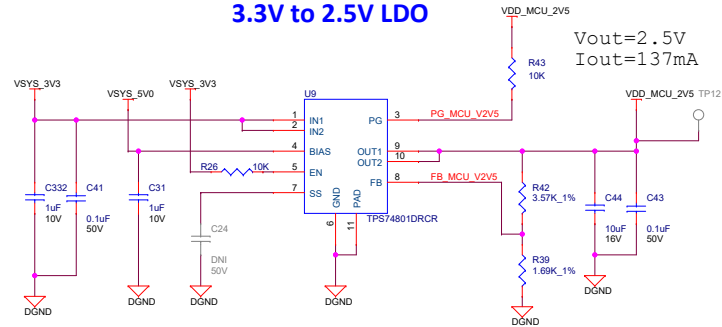 3.3V to 2.5V LDO
VDD_MCU_2V5
Vout=2.5V
Iout=137mA
R43
10K
VSYS_3V3
VSYS_5V0
VSYS_3V3
U9
VDD_MCU_2V5
TP12
1
IN1
2
IN2
PG
3
PG_MCU_V2V5
4
BIAS
OUT1
9
OUT2
10
R26
10K
5
EN
7
SS
FB
8
FB_MCU_V2V5
GND
PAD
6
11
TPS74801DRCR
C332
1uF
10V
C41
0.1uF
50V
C31
1uF
10V
C24
DNI
50V
R42
3.57K_1%
C44
10uF
16V
C43
0.1uF
50V
R39
1.69K_1%
DGND
DGND
DGND
DGND
DGND
DGND